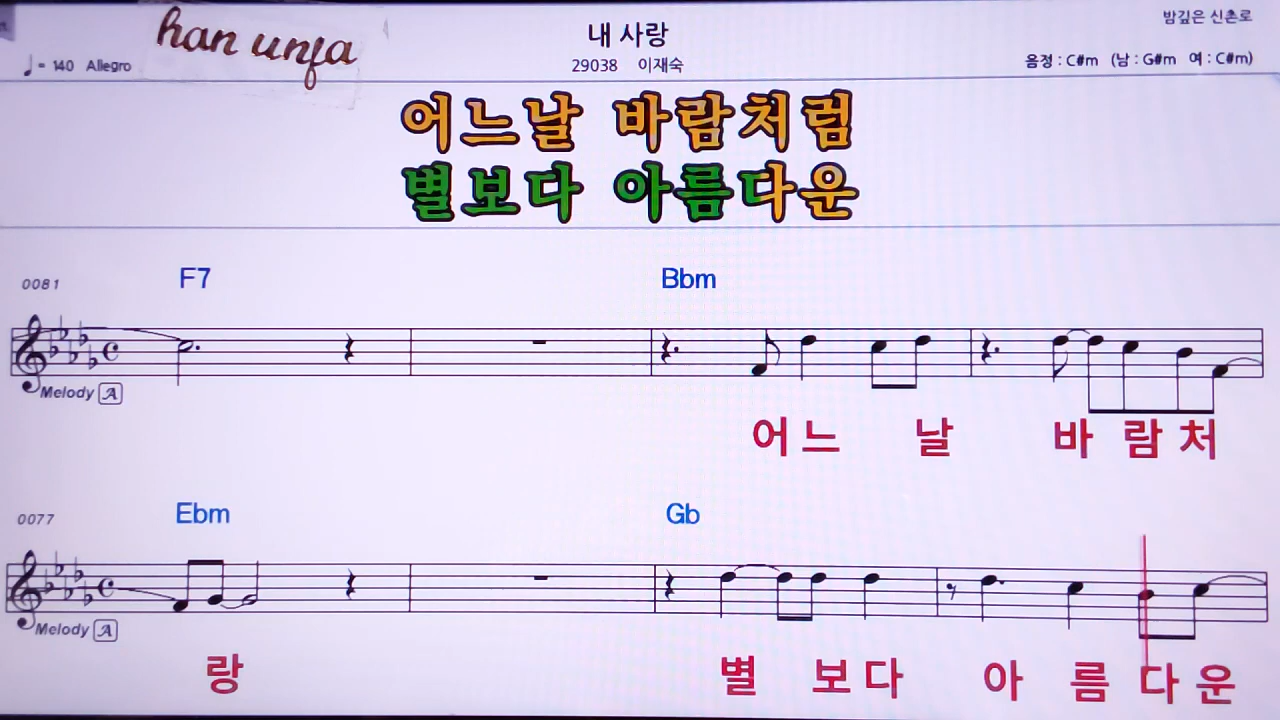 han unfa
내 사랑
밤깊은 신촌로
♩= 140 Allegro
29038 이재숙
음정 : C#m (남 : G#m 여 : C#m)
어느날 바람처럼
별보다 아름다운
0081
F7 Bbm
Melody A
어 느 날 바 람 처
0077
Ebm Gb
Melody A
랑 별 보 다 아 름 다 운